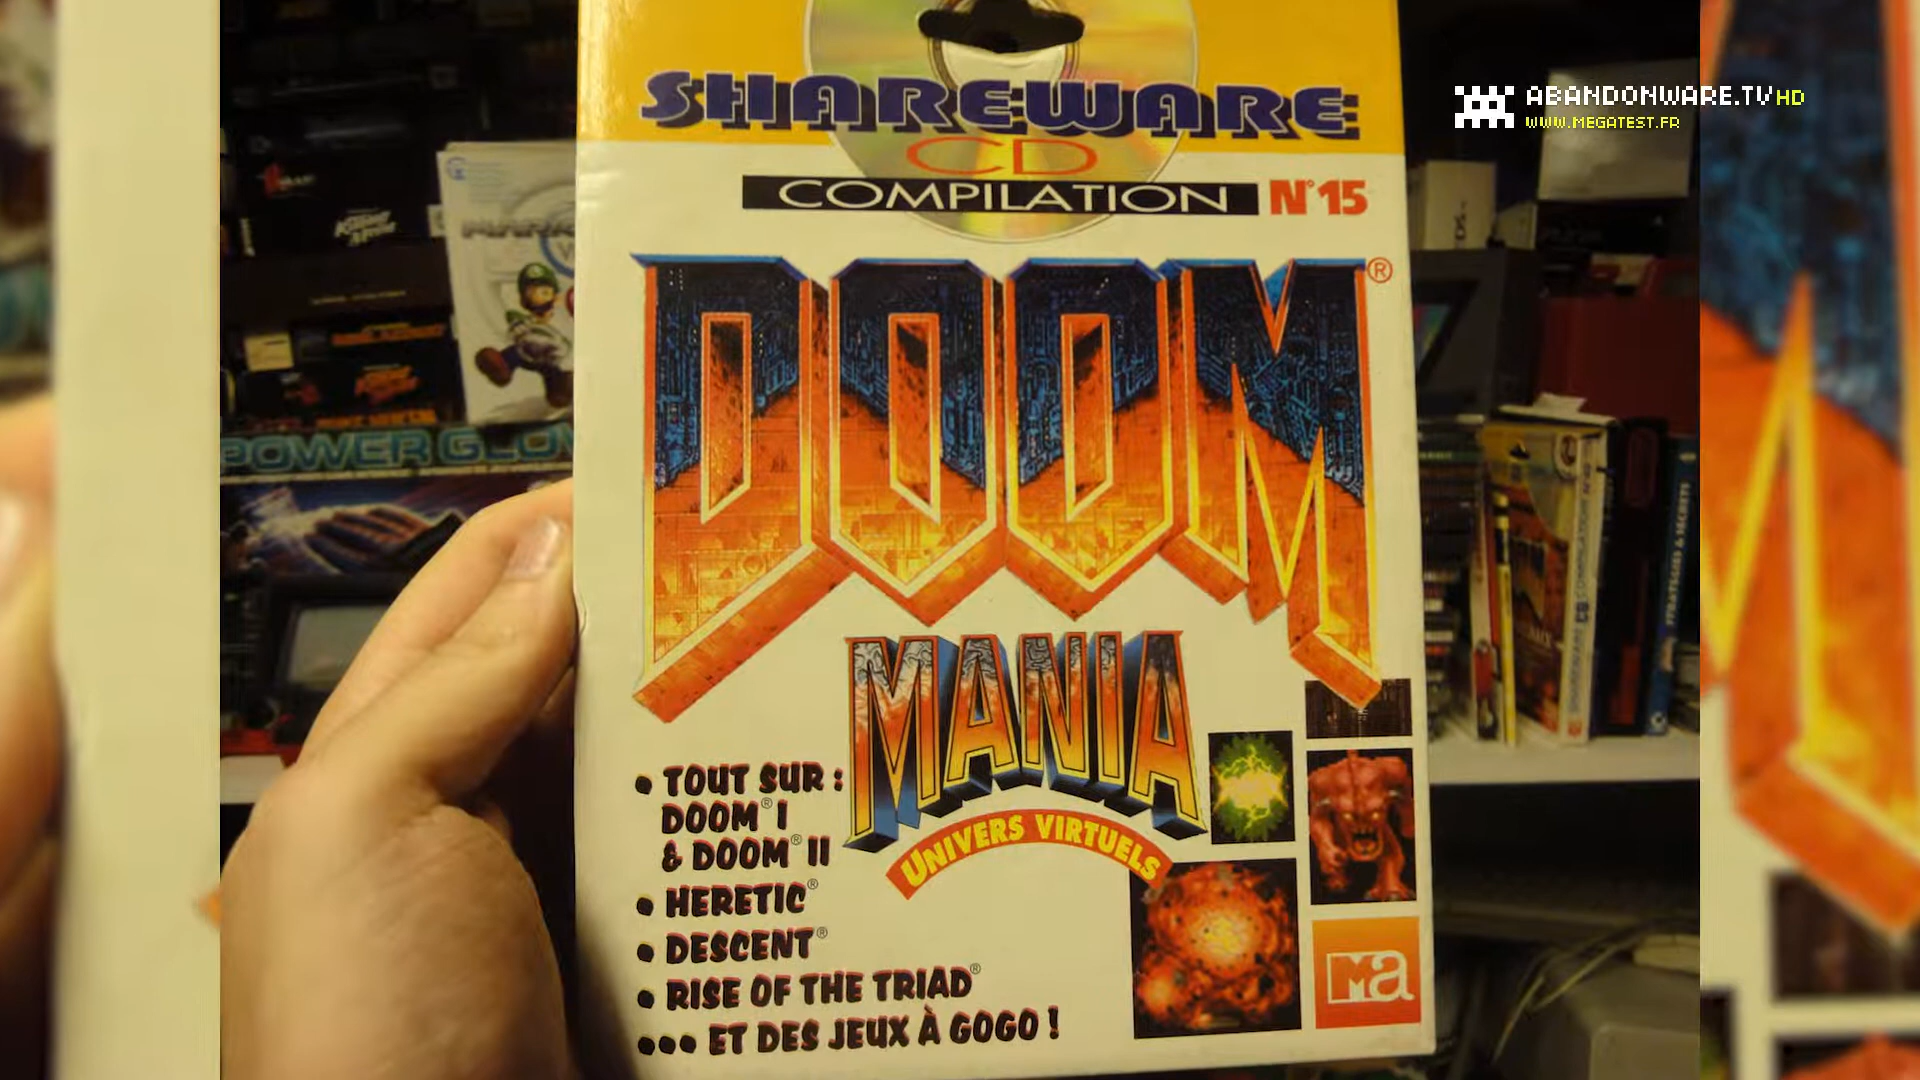 SHAREWARE
CD
COMPILATION N°15
DOOM®
MANIA
UNIVERS VIRTUELS
• TOUT SUR :
DOOM® I
& DOOM® II
• HERETIC®
• DESCENT®
• RISE OF THE TRIAD®
••• ET DES JEUX À GOGO !
Ma
ABANDONWARE.TV HD
WWW.MEGATEST.FR
POWER GLOV